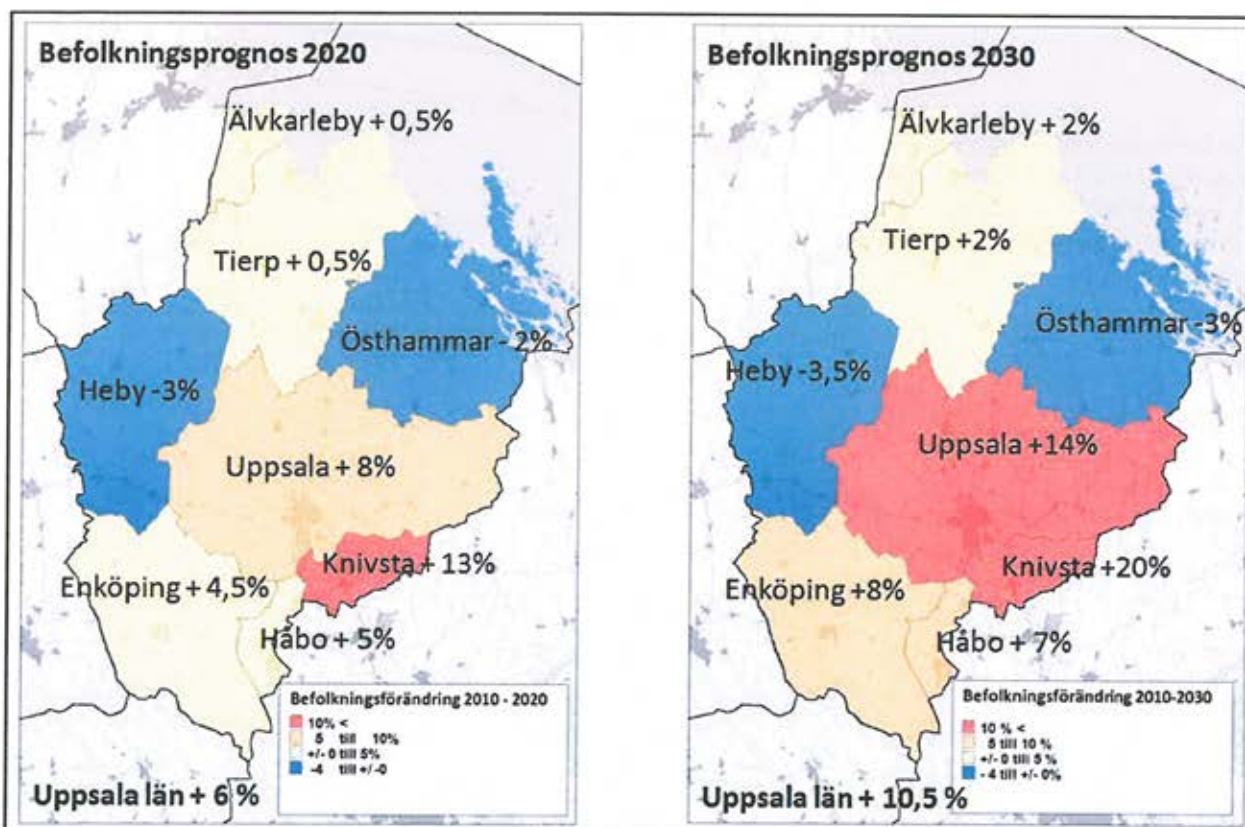 Befolkningsprognos 2020
Älvkarleby + 0,5%
Tierp + 0,5%
Östhammar - 2%
Heby -3%
Uppsala + 8%
Knivsta + 13%
Enköping + 4,5%
Håbo + 5%
Befolkningsförändring 2010 - 2020
10% <
5 till 10%
+/- 0 till 5%
-4 till +/-0
Uppsala län + 6 %
Befolkningsprognos 2030
Älvkarleby + 2%
Tierp +2%
Östhammar -3%
Heby -3,5%
Uppsala +14%
Knivsta +20%
Enköping +8%
Håbo + 7%
Befolkningsförändring 2010-2030
10 % <
5 till 10 %
+/- 0 till 5 %
- 4 till +/- 0%
Uppsala län + 10,5 %